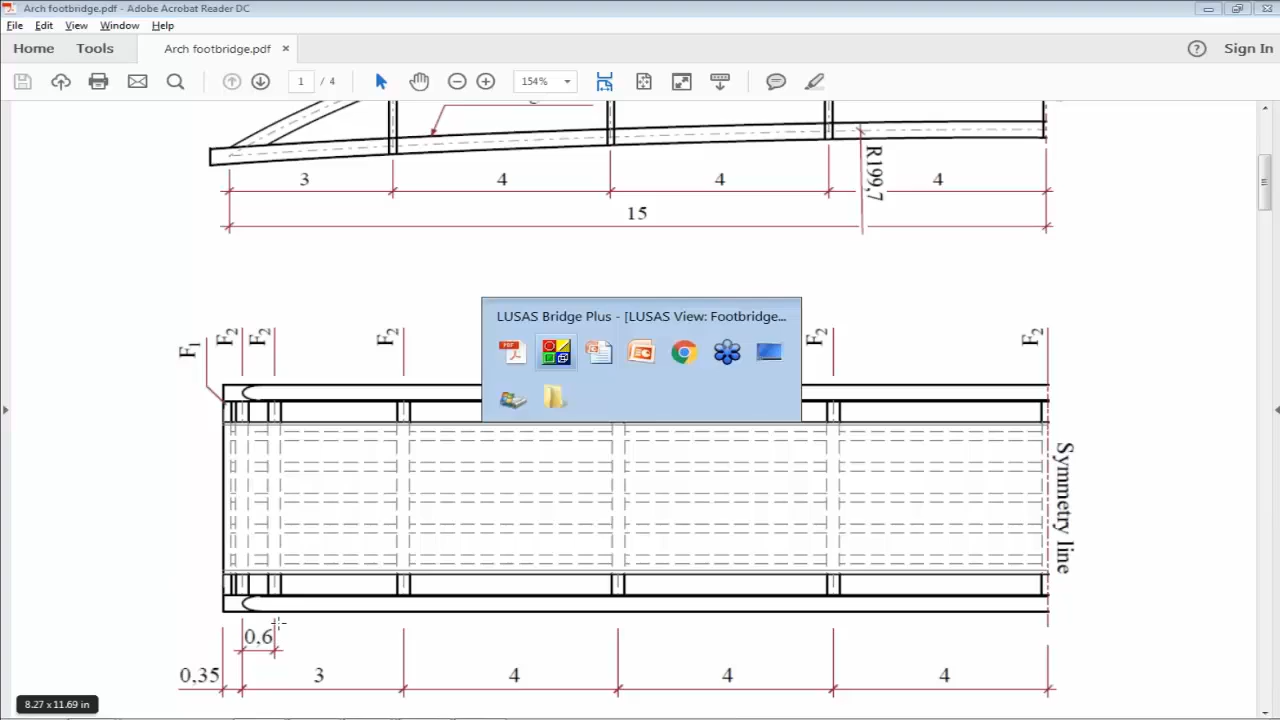 Arch footbridge.pdf - Adobe Acrobat Reader DC
File Edit View Window Help
Home Tools Arch footbridge.pdf × ? Sign In
1 / 4 154%
3 4 4 4
R199,7
15
LUSAS Bridge Plus - [LUSAS View: Footbridge...
F1 F2 F2 F2 F2 F2
Symmetry line
0,6
0,35 3 4 4 4
8.27 x 11.69 in